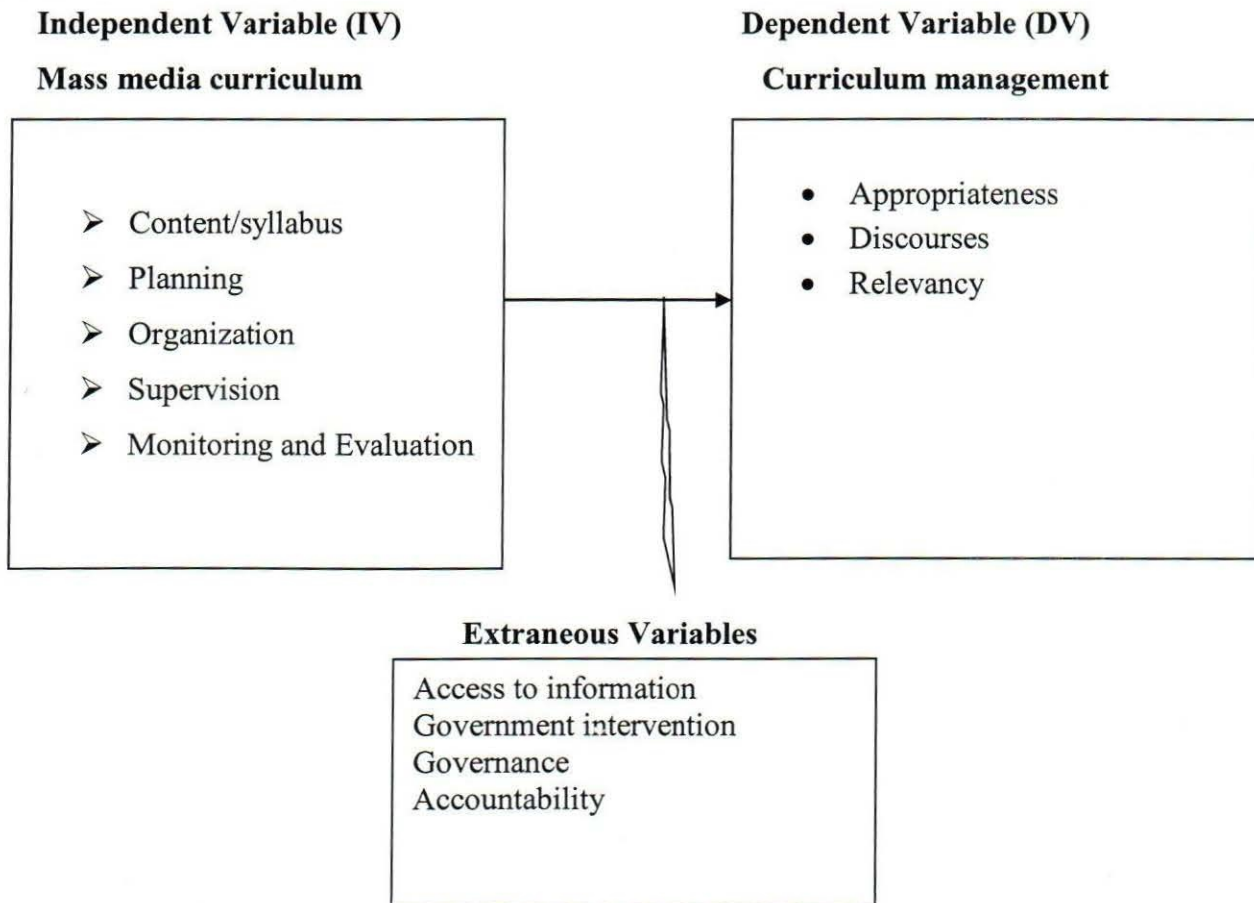 Independent Variable (IV)
Mass media curriculum
➤ Content/syllabus
➤ Planning
➤ Organization
➤ Supervision
➤ Monitoring and Evaluation
Dependent Variable (DV)
Curriculum management
• Appropriateness
• Discourses
• Relevancy
Extraneous Variables
Access to information
Government intervention
Governance
Accountability